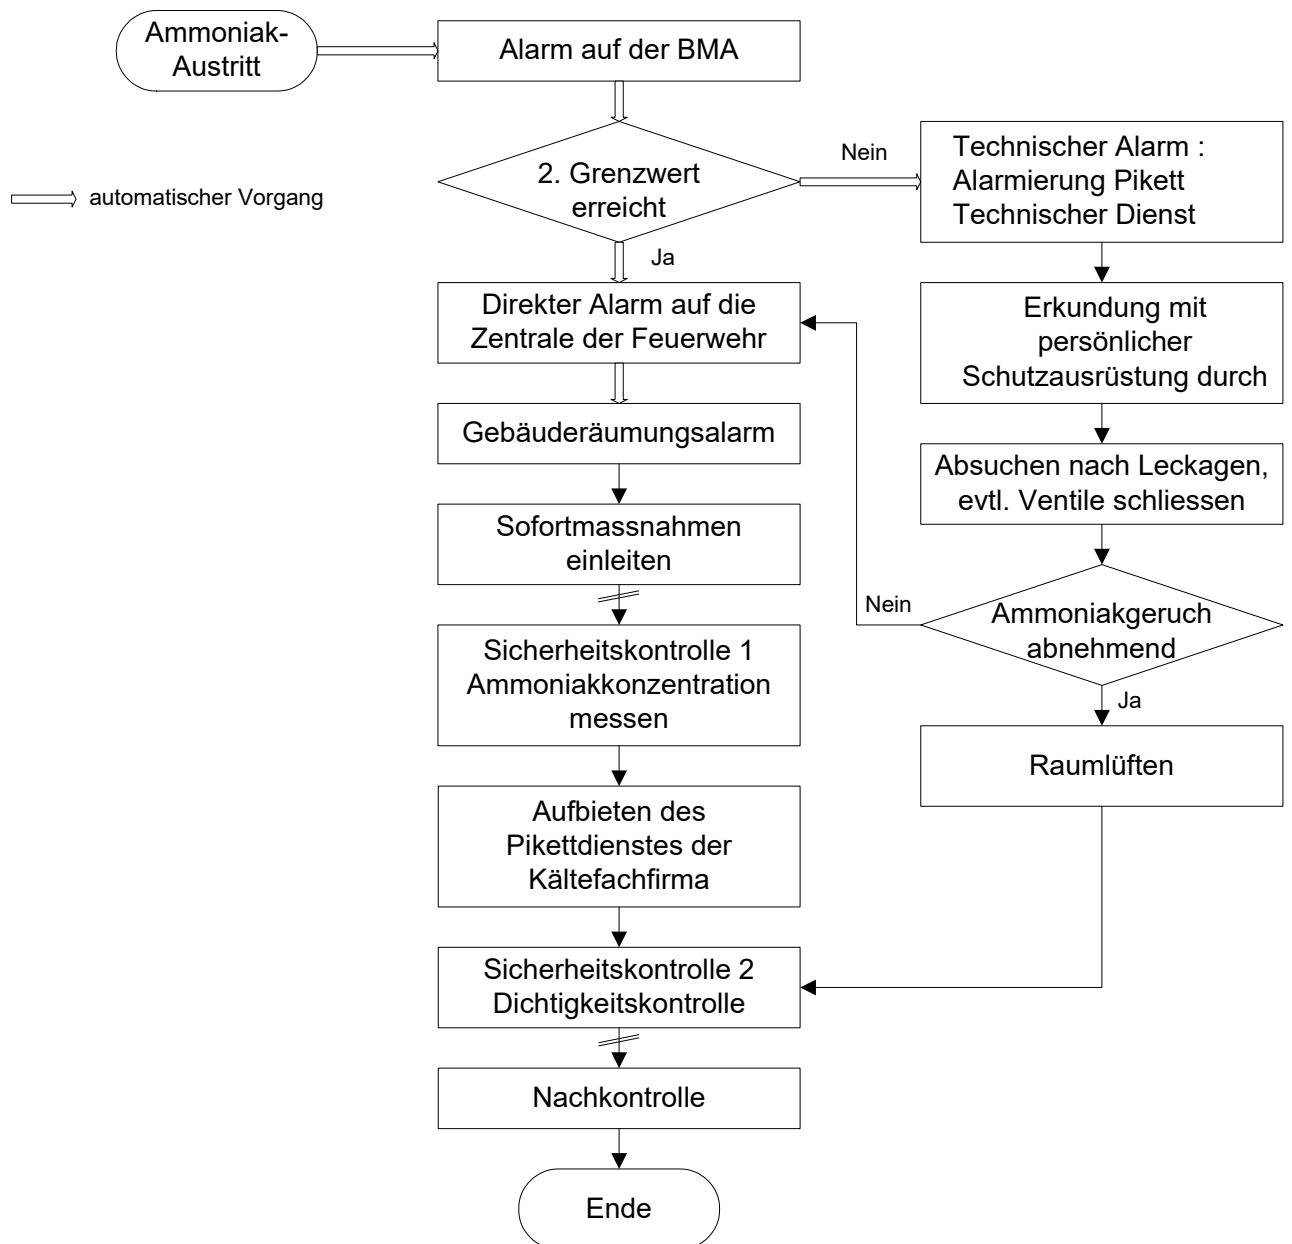 Ammoniak-
Austritt
Alarm auf der BMA
automatischer Vorgang
2. Grenzwert
erreicht
Nein
Technischer Alarm :
Alarmierung Pikett
Technischer Dienst
Ja
Direkter Alarm auf die
Zentrale der Feuerwehr
Erkundung mit
persönlicher
Schutzausrüstung durch
Gebäuderäumungsalarm
Absuchen nach Leckagen,
evtl. Ventile schliessen
Sofortmassnahmen
einleiten
Nein
Ammoniakgeruch
abnehmend
Ja
Sicherheitskontrolle 1
Ammoniakkonzentration
messen
Raumlüften
Aufbieten des
Pikettdienstes der
Kältefachfirma
Sicherheitskontrolle 2
Dichtigkeitskontrolle
Nachkontrolle
Ende